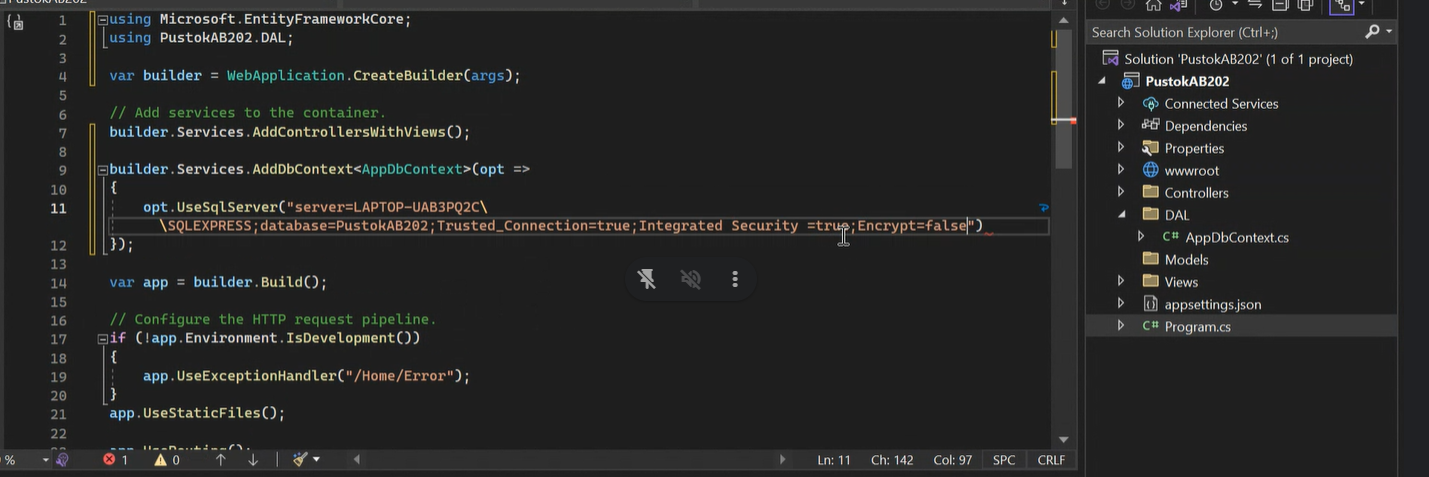 PustokAB202
1 using Microsoft.EntityFrameworkCore;
2 using PustokAB202.DAL;
3
4 var builder = WebApplication.CreateBuilder(args);
5
6 // Add services to the container.
7 builder.Services.AddControllersWithViews();
8
9 builder.Services.AddDbContext<AppDbContext>(opt =>
10 {
11 opt.UseSqlServer("server=LAPTOP-UAB3PQ2C\
\SQLEXPRESS;database=PustokAB202;Trusted_Connection=true;Integrated Security =true;Encrypt=false")
12 });
13
14 var app = builder.Build();
15
16 // Configure the HTTP request pipeline.
17 if (!app.Environment.IsDevelopment())
18 {
19 app.UseExceptionHandler("/Home/Error");
20 }
21 app.UseStaticFiles();
22
% 1 0 Ln: 11 Ch: 142 Col: 97 SPC CRLF
Search Solution Explorer (Ctrl+;)
Solution 'PustokAB202' (1 of 1 project)
PustokAB202
Connected Services
Dependencies
Properties
wwwroot
Controllers
DAL
C# AppDbContext.cs
Models
Views
appsettings.json
C# Program.cs